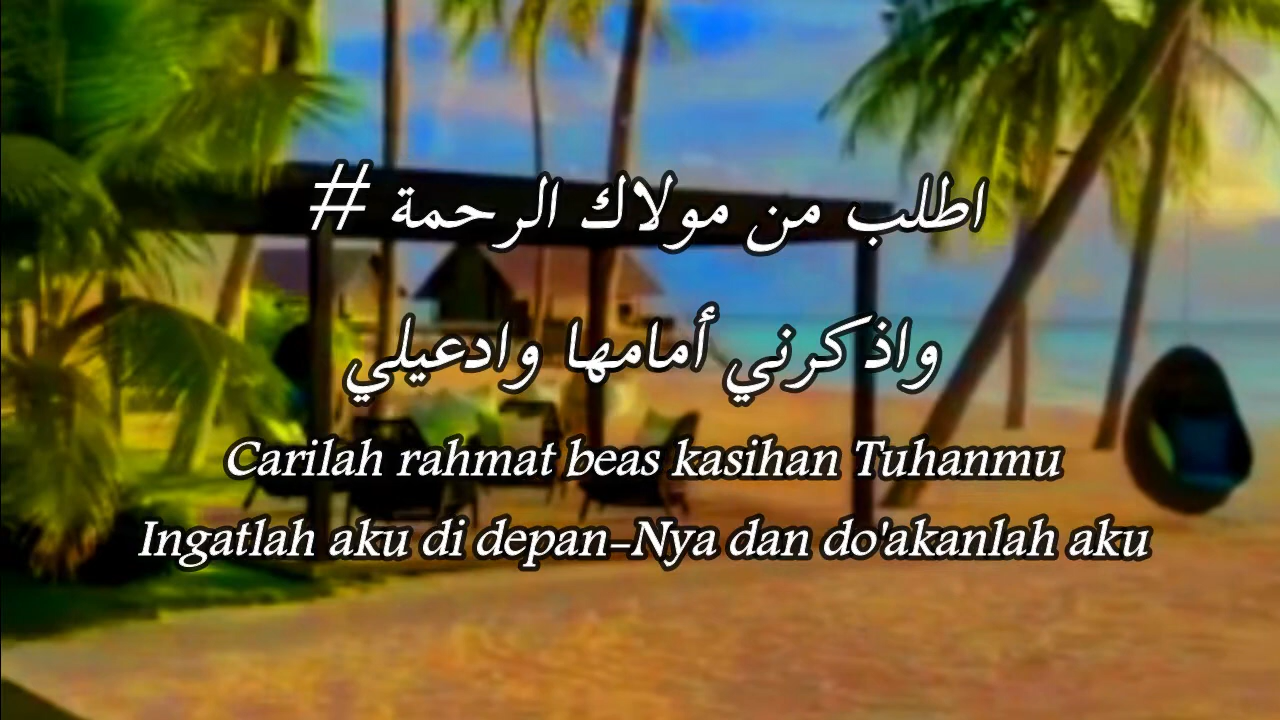 اطلب من مولاك الرحمة #
واذكرني أمامها وادعيلي
Carilah rahmat beas kasihan Tuhanmu
Ingatlah aku di depan-Nya dan do'akanlah aku